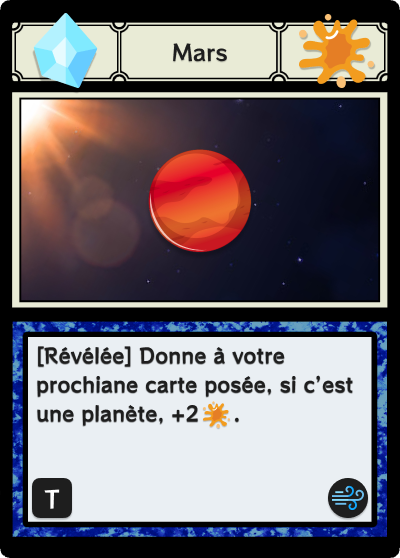 Mars
[Révélée] Donne à votre
prochiane carte posée, si c’est
une planète, +2 .
T